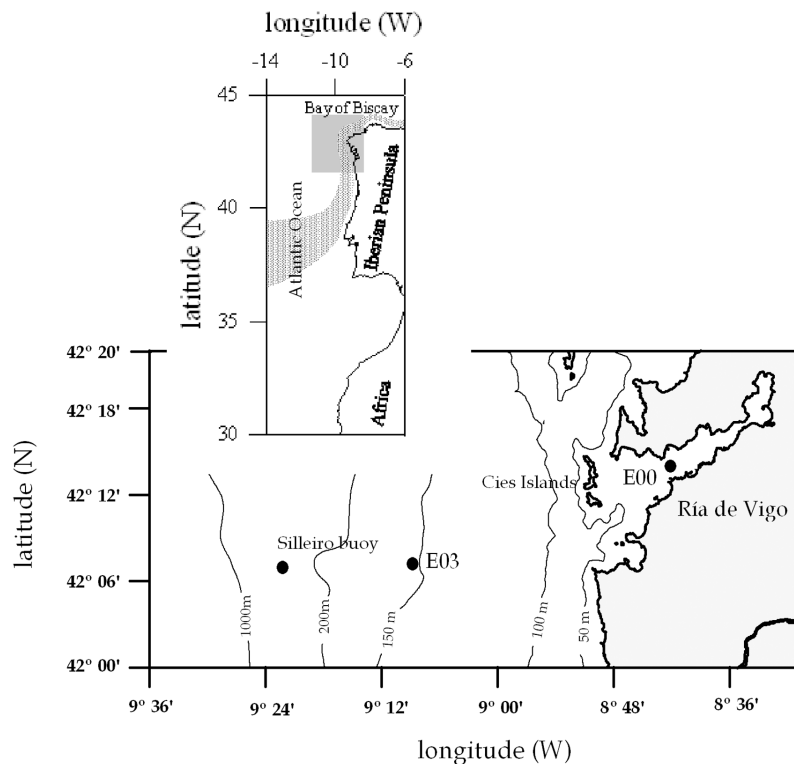 longitude (W)
-14 -10 -6
45
40
35
30
latitude (N)
Bay of Biscay
Atlantic Ocean
Iberian Peninsula
Africa
42º 20'
42º 18'
42º 12'
42º 06'
42º 00'
latitude (N)
Cies Islands
E00
Ría de Vigo
Silleiro buoy
E03
1000m
200m
150 m
100 m
50 m
9º 36' 9º 24' 9º 12' 9º 00' 8º 48' 8º 36'
longitude (W)